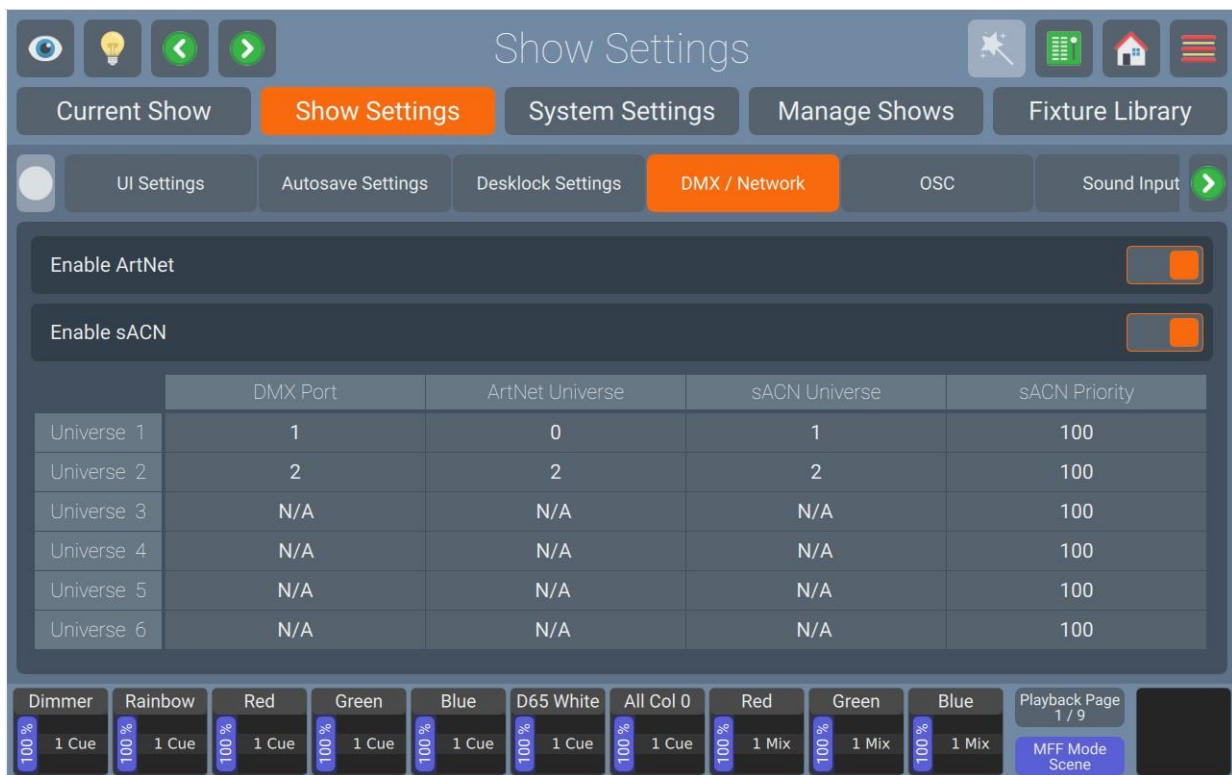 Show Settings
Current Show Show Settings System Settings Manage Shows Fixture Library
UI Settings Autosave Settings Desklock Settings DMX / Network OSC Sound Input
Enable ArtNet
Enable sACN
DMX Port ArtNet Universe sACN Universe sACN Priority
Universe 1 1 0 1 100
Universe 2 2 2 2 100
Universe 3 N/A N/A N/A 100
Universe 4 N/A N/A N/A 100
Universe 5 N/A N/A N/A 100
Universe 6 N/A N/A N/A 100
Dimmer Rainbow Red Green Blue D65 White All Col 0 Red Green Blue Playback Page
1 / 9
100 % 1 Cue 100 % 1 Cue 100 % 1 Cue 100 % 1 Cue 100 % 1 Cue 100 % 1 Cue 100 % 1 Cue 100 % 1 Mix 100 % 1 Mix 100 % 1 Mix MFF Mode
Scene